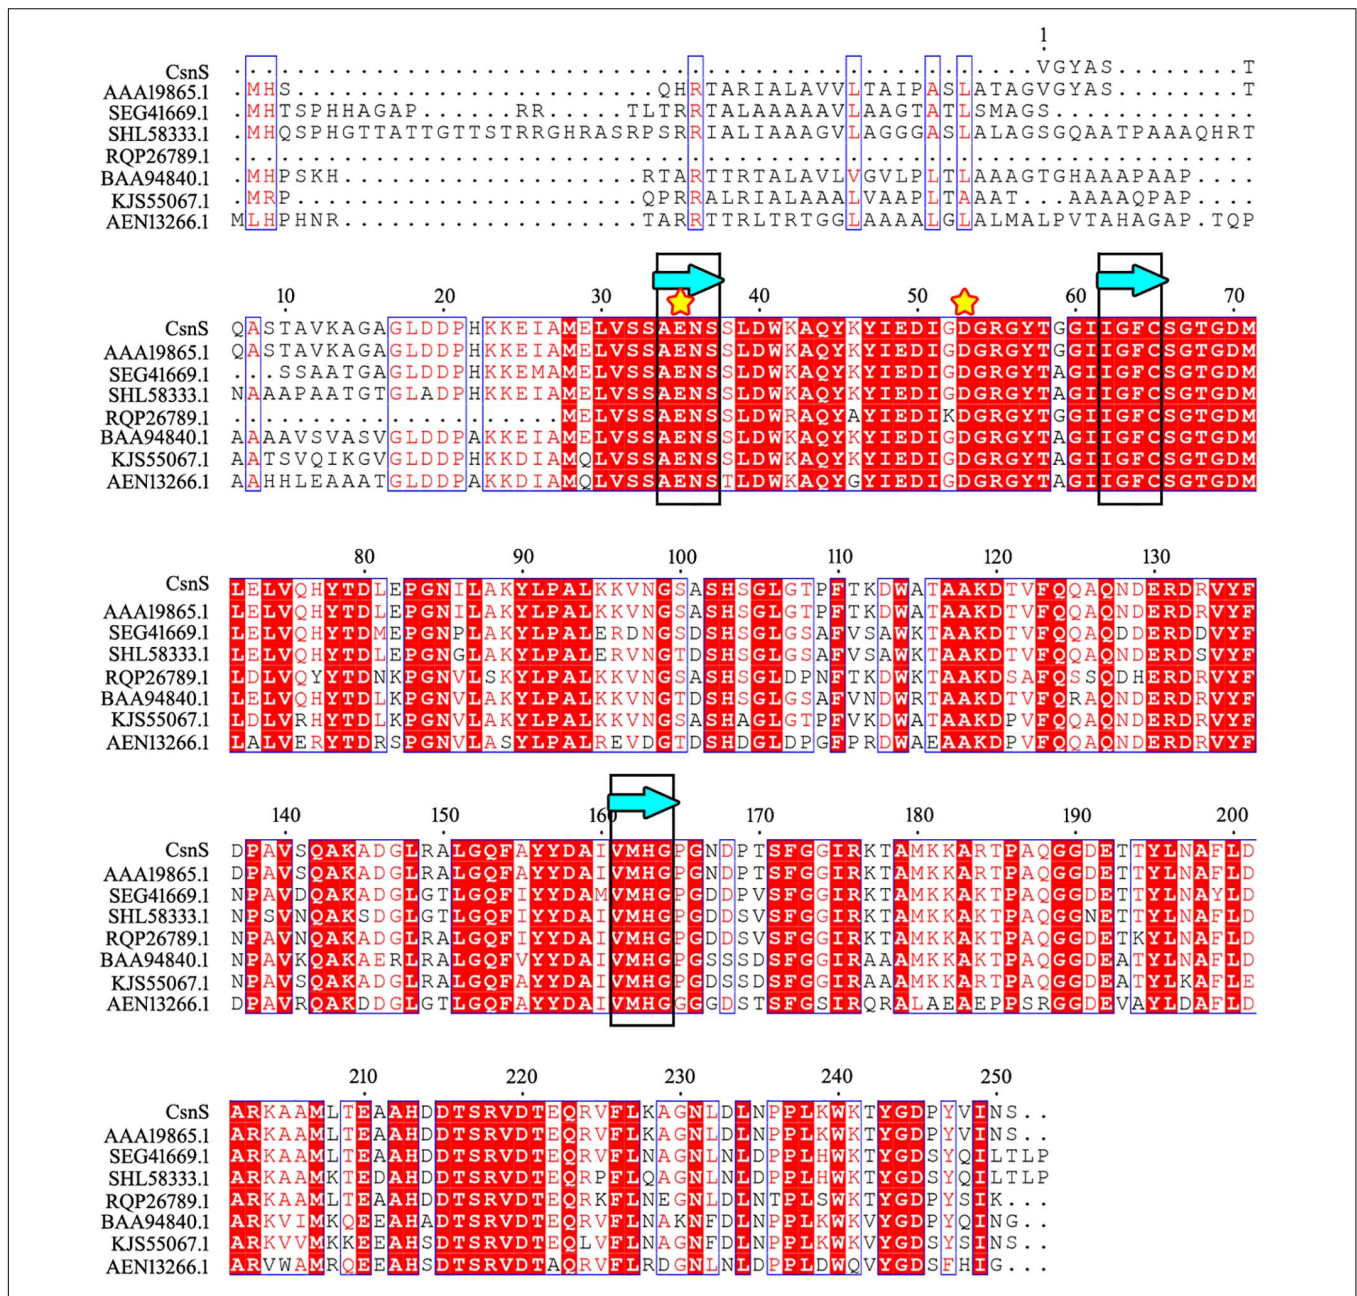 1
CsnS ...................................................VGYAS........T
AAA19865.1 .MHS.......................QHRTARIALAVVLTAIPASLATAGVGYAS........T
SEG41669.1 .MHTSPHHAGAP......RR.....TLTRRTALAAAAAVLAAGTATLSMAGS.............
SHL58333.1 .MHQSPHGTTATTGTTSTRRGHRASRPSRRIALIAAAGVLAGGGASLALAGSGQAATPAAAQHRT
RQP26789.1 .................................................................
BAA94840.1 .MHPSKH...................RTARTTRTALAVLVGVLPLTLAAAGTGHAAAPAAP....
KJS55067.1 .MRP......................QPRRALRIALAAALVAAPLTAAAT...AAAAQPAP....
AEN13266.1 MLHPHNR...................TARRTTRLTRTGGLAAAALGLALMALPVTAHAGAP.TQP
10 20 30 40 50 60 70
CsnS QASTAVKAGAGLDDPHKKEIAMELVSSAENSSLDWKAQYKYIEDIGDGRGYTGGIIGFCSGTGDM
AAA19865.1 QASTAVKAGAGLDDPHKKEIAMELVSSAENSSLDWKAQYKYIEDIGDGRGYTGGIIGFCSGTGDM
SEG41669.1 ...SSAATGAGLDDPHKKEMAMELVSSAENSSLDWKAQYKYIEDIGDGRGYTAGIIGFCSGTGDM
SHL58333.1 NAAAPAATGTGLADPHKKEIAMELVSSAENSSLDWKAQYKYIEDIGDGRGYTAGIIGFCSGTGDM
RQP26789.1 .....................MELVSSAENSSLDWRAQYAYIEDIKDGRGYTGGIIGFCSGTGDM
BAA94840.1 AAAAVSVASVGLDDPAKKEIAMELVSSAENSSLDWKAQYKYIEDIGDGRGYTAGIIGFCSGTGDM
KJS55067.1 AATSVQIKGVGLDDPHKKDIAMQLVSSAENSSLDWKAQYKYIEDIGDGRGYTAGIIGFCSGTGDM
AEN13266.1 AAHHLEAAATGLDDPAKKDIAMQLVSSAENSTLDWKAQYGYIEDIGDGRGYTAGIIGFCSGTGDM
80 90 100 110 120 130
CsnS LELVQHYTDLEPGNILAKYLPALKKVNGSASHSGLGTPFTKDWATAAKDTVFQQAQNDERDRVYF
AAA19865.1 LELVQHYTDLEPGNILAKYLPALKKVNGSASHSGLGTPFTKDWATAAKDTVFQQAQNDERDRVYF
SEG41669.1 LELVQHYTDMEPGNPLAKYLPALERDNGSDSHSGLGSAFVSAWKTAAKDTVFQQAQDDERDDVYF
SHL58333.1 LELVQHYTDLEPGNGLAKYLPALERVNGTDSHSGLGSAFVSAWKTAAKDTVFQQAQNDERDSVYF
RQP26789.1 LDLVQYYTDNKPGNVLSKYLPALKKVNGSASHSGLDPNFTKDWKTAAKDSAFQSSQDHERDRVYF
BAA94840.1 LELVQHYTDLKPGNVLAKYLPALKKVNGTDSHSGLGSAFVNDWRTAAKDTVFQRAQNDERDRVYF
KJS55067.1 LDLVRHYTDLKPGNVLAKYLPALKKVNGSASHAGLGTPFVKDWATAAKDPVFQQAQNDERDRVYF
AEN13266.1 LALVERYTDRSPGNVLASYLPALREVDGTDSHDGLDPGFPRDWAEAAKDPVFQQAQNDERDRVYF
140 150 160 170 180 190 200
CsnS DPAVSQAKADGLRALGQFAYYDAIVMHGPGNDPTSFGGIRKTAMKKARTPAQGGDETTYLNAFLD
AAA19865.1 DPAVSQAKADGLRALGQFAYYDAIVMHGPGNDPTSFGGIRKTAMKKARTPAQGGDETTYLNAFLD
SEG41669.1 NPAVDQAKADGLGTLGQFIYYDAMVMHGPGDDPVSFGGIRKTAMKKARTPAQGGDETTYLNAFLD
SHL58333.1 NPSVNQAKSDGLGTLGQFIYYDAIVMHGPGDDSVSFGGIRKTAMKKAKTPAQGGNETTYLNAFLD
RQP26789.1 NPAVNQAKADGLRALGQFIYYDAIVMHGPGDDSVSFGGIRKTAMKKAKTPAQGGDETKYLNAFLD
BAA94840.1 NPAVKQAKAERLRALGQFVYYDAIVMHGPGSSSDSFGGIRAAAMKKAKTPAQGGDEATYLNAFLD
KJS55067.1 NPAVKQAKADGLRALGQFAYYDAIVMHGPGDSSDSFGGIRAAAMKKARTPAQGGDEATYLKAFLE
AEN13266.1 DPAVRQAKDDGLGTLGQFAYYDAIVMHGGGGDSTSFGSIRQRALAEAEPPSRGGDEVAYLDAFLD
210 220 230 240 250
CsnS ARKAAMLTEAAHDDTSRVDTEQRVFLKAGNLDLNPPLKWKTYGDPYVINS..
AAA19865.1 ARKAAMLTEAAHDDTSRVDTEQRVFLKAGNLDLNPPLKWKTYGDPYVINS..
SEG41669.1 ARKAAMLTEAAHDDTSRVDTEQRVFLQAGNLNLDPPLHWKTYGDSYQILTLP
SHL58333.1 ARKAAMKTEDAHDDTSRVDTEQRPFLQAGNLNLDPPLHWKTYGDSYQILTLP
RQP26789.1 ARKAAMLTEAAHDDTSRVDTEQRKFLNEGNLDLNTPLSWKTYGDPYSIK...
BAA94840.1 ARKVIMKQEEAHADTSRVDTEQRVFLNAKNFDLNPPLKWKVYGDPYQING..
KJS55067.1 ARKVVMKKEEAHSDTSRVDTEQLVFLNAGNFDLNPPLKWKVYGDSYSINS..
AEN13266.1 ARVWAMRQEEAHSDTSRVDTAQRVFLRDGNLNLDPPLDWQVYGDSFHIG...